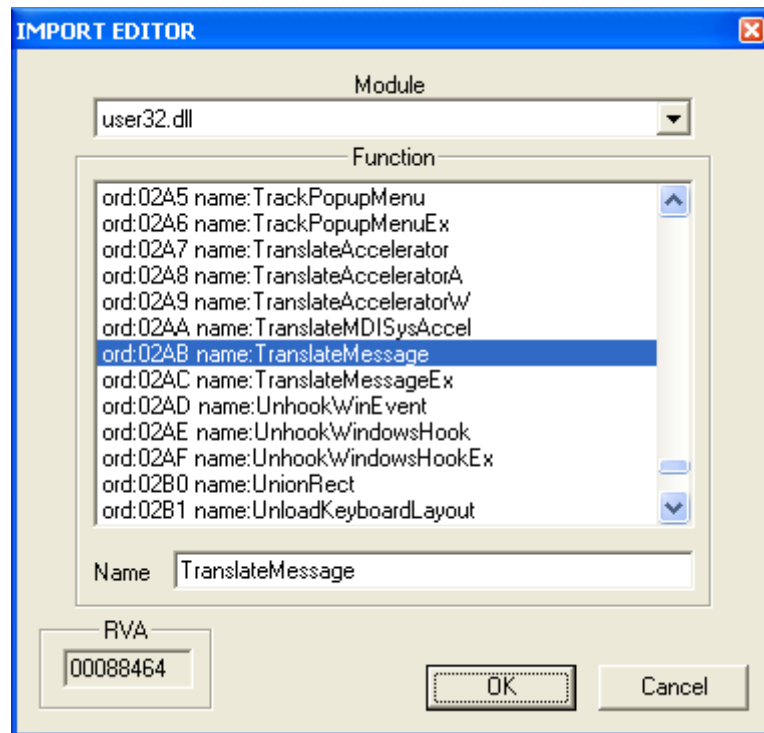 IMPORT EDITOR
Module
user32.dll
Function
ord:02A5 name:TrackPopupMenu
ord:02A6 name:TrackPopupMenuEx
ord:02A7 name:TranslateAccelerator
ord:02A8 name:TranslateAcceleratorA
ord:02A9 name:TranslateAcceleratorW
ord:02AA name:TranslateMDISysAccel
ord:02AB name:TranslateMessage
ord:02AC name:TranslateMessageEx
ord:02AD name:UnhookWinEvent
ord:02AE name:UnhookWindowsHook
ord:02AF name:UnhookWindowsHookEx
ord:02B0 name:UnionRect
ord:02B1 name:UnloadKeyboardLayout
Name TranslateMessage
RVA
00088464
OK Cancel